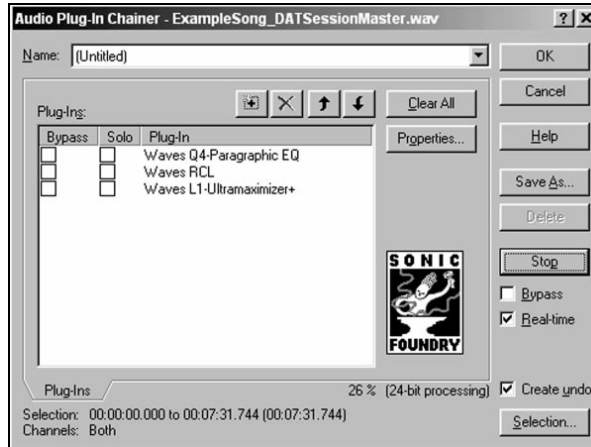 Audio Plug-In Chainer - ExampleSong_DATSessionMaster.wav
Name: (Untitled)
OK
Cancel
Plug-Ins:
Clear All
Bypass Solo Plug-In
Properties...
Help
Waves Q4-Paragraphic EQ
Waves RCL
Waves L1-Ultramaximizer+
Save As...
Delete
SONIC
FOUNDRY
Stop
Bypass
Real-time
Plug-Ins
26 % (24-bit processing)
Create undo
Selection: 00:00:00.000 to 00:07:31.744 (00:07:31.744)
Channels: Both
Selection...